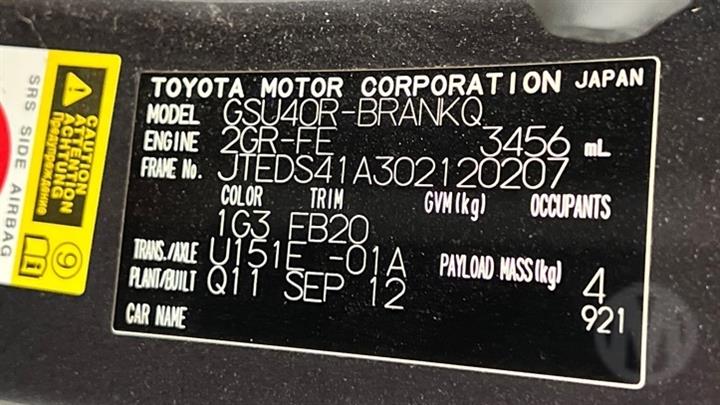 SRS SIDE AIRBAG
CAUTION
ATTENTION
ACHTUNG
Предупреждение
9
TOYOTA MOTOR CORPORATION JAPAN
MODEL GSU40R-BRANKQ
ENGINE 2GR-FE 3456 mL
FRAME No. JTEDS41A302120207
COLOR TRIM GVM(kg) OCCUPANTS
1G3 FB20
TRANS./AXLE U151E -01A PAYLOAD MASS(kg) 4
PLANT/BUILT Q11 SEP 12 921
CAR NAME